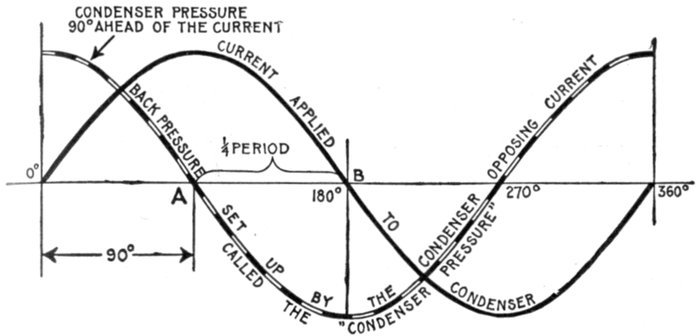 CONDENSER PRESSURE
90° AHEAD OF THE CURRENT
CURRENT APPLIED TO CONDENSER
BACK PRESSURE SET UP BY THE CONDENSER OPPOSING CURRENT
CALLED THE "CONDENSER PRESSURE"
¼ PERIOD
0°
A
B
180°
270°
360°
90°